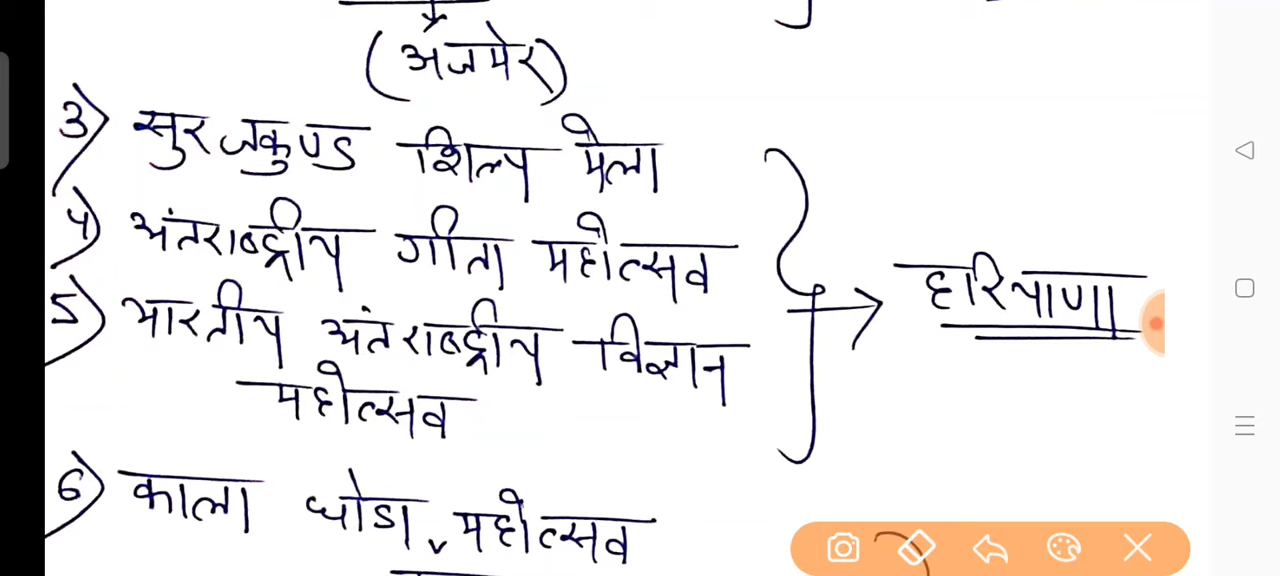 (अजमेर)
3) सुरजकुण्ड शिल्प मेला
4) अंतराष्ट्रीय गीता महोत्सव
हरियाणा
5) भारतीय अंतराष्ट्रीय विज्ञान
महोत्सव
6) काला घोडा महोत्सव